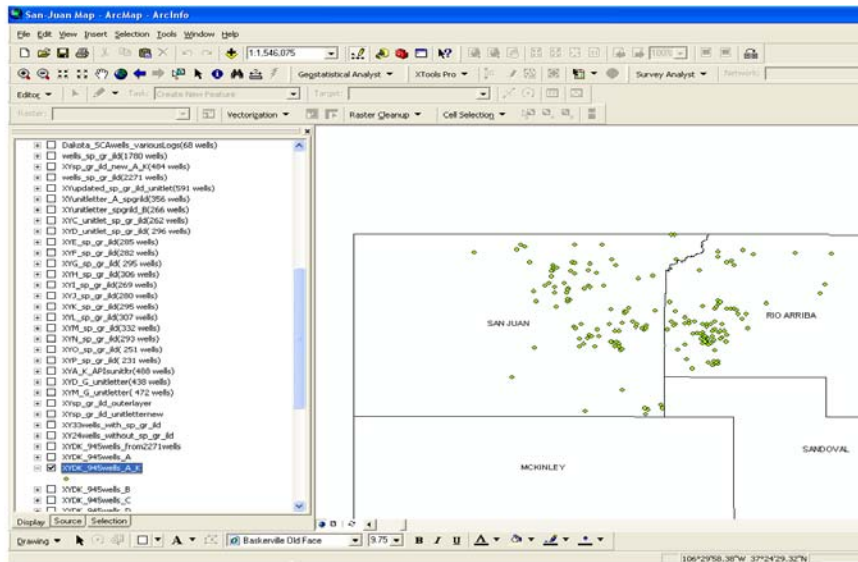 San-Juan Map - ArcMap - ArcInfo
File Edit View Insert Selection Tools Window Help
1:1,546,075 100%
Geostatistical Analyst XTools Pro Survey Analyst Network:
Editor Task: Create New Feature Target:
Raster: Vectorization Raster Cleanup Cell Selection
Dakota_SCAwells_variousLogs(68 wells)
wells_sp_gr_ild(1780 wells)
XYsp_gr_ild_new_A_K(484 wells)
wells_sp_gr_ild(2271 wells)
XYupdated_sp_gr_ild_unitlet(591 wells)
XYunitletter_A_spgrild(356 wells)
XYunitletter_spgrild_B(266 wells)
XYC_unitlet_sp_gr_ild(262 wells)
XYD_unitlet_sp_gr_ild( 296 wells)
XYE_sp_gr_ild(285 wells)
XYF_sp_gr_ild(282 wells)
XYG_sp_gr_ild( 295 wells)
XYH_sp_gr_ild(306 wells)
XYI_sp_gr_ild(269 wells)
XYJ_sp_gr_ild(280 wells)
XYK_sp_gr_ild(295 wells)
XYL_sp_gr_ild(307 wells)
XYM_sp_gr_ild(332 wells)
XYN_sp_gr_ild(293 wells)
XYO_sp_gr_ild( 251 wells)
XYP_sp_gr_ild( 231 wells)
XYA_K_APIsunitltr(488 wells)
XYD_G_unitletter(438 wells)
XYM_G_unitletter( 472 wells)
XYsp_gr_ild_outerlayer
XYsp_gr_ild_unitletternew
XY33wells_with_sp_gr_ild
XY24wells_without_sp_gr_ild
XYDK_945wells_from2271wells
XYDK_945wells_A
XYDK_945wells_A_K
XYDK_945wells_B
XYDK_945wells_C
XYDK_945wells_D
SAN JUAN
RIO ARRIBA
MCKINLEY
SANDOVAL
Display Source Selection
Drawing A Baskerville Old Face 9.75 B I U A
106°29'58.38"W 37°24'29.32"N